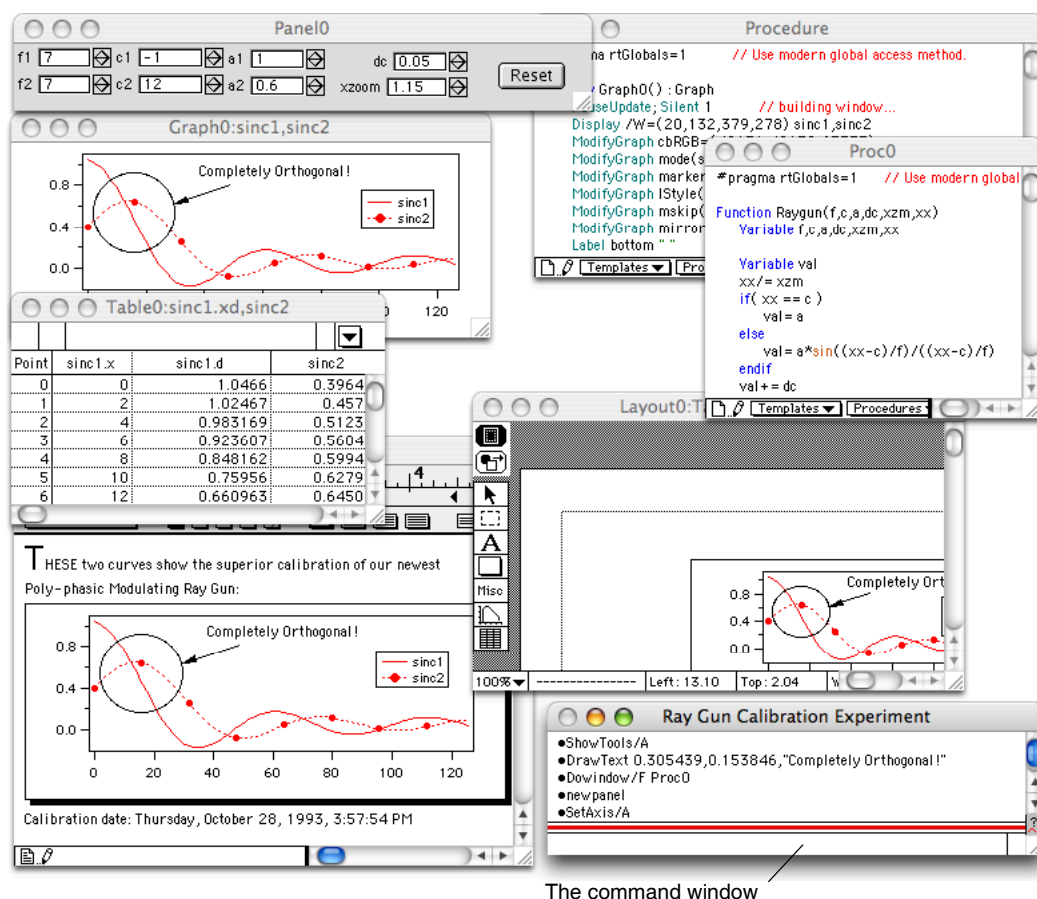 Panel0
f1 7 c1 -1 a1 1 dc 0.05
f2 7 c2 12 a2 0.6 xzoom 1.15
Reset
Procedure
rtGlobals=1 // Use modern global access method.
Graph0() : Graph
Silent 1 // building window...
Display /W=(20,132,379,278) sinc1,sinc2
ModifyGraph
ModifyGraph
ModifyGraph
ModifyGraph
ModifyGraph
ModifyGraph
Label bottom " "
Templates
Graph0:sinc1,sinc2
Completely Orthogonal!
0.8
0.4
0.0
sinc1
sinc2
120
Proc0
#pragma rtGlobals=1 // Use modern global
Function Raygun(f,c,a,dc,xzm,xx)
Variable f,c,a,dc,xzm,xx
Variable val
xx/= xzm
if( xx == c )
val= a
else
val= a*sin((xx-c)/f)/((xx-c)/f)
endif
val+= dc
Templates Procedures
Table0:sinc1.xd,sinc2
Point sinc1.x sinc1.d sinc2
0 0 1.0466 0.3964
1 2 1.02467 0.457
2 4 0.983169 0.5123
3 6 0.923607 0.5604
4 8 0.848162 0.5994
5 10 0.75956 0.6279
6 12 0.660963 0.6450
4
THESE two curves show the superior calibration of our newest
Poly-phasic Modulating Ray Gun:
Completely Orthogonal!
0.8
0.4
0.0
sinc1
sinc2
0 20 40 60 80 100 120
Calibration date: Thursday, October 28, 1993, 3:57:54 PM
A
Misc
Completely
0.8
0.4
0.0
100% Left: 13.10 Top: 2.04
Ray Gun Calibration Experiment
•ShowTools/A
•DrawText 0.305439,0.153846,"Completely Orthogonal!"
•Dowindow/F Proc0
•newpanel
•SetAxis/A
?
The command window